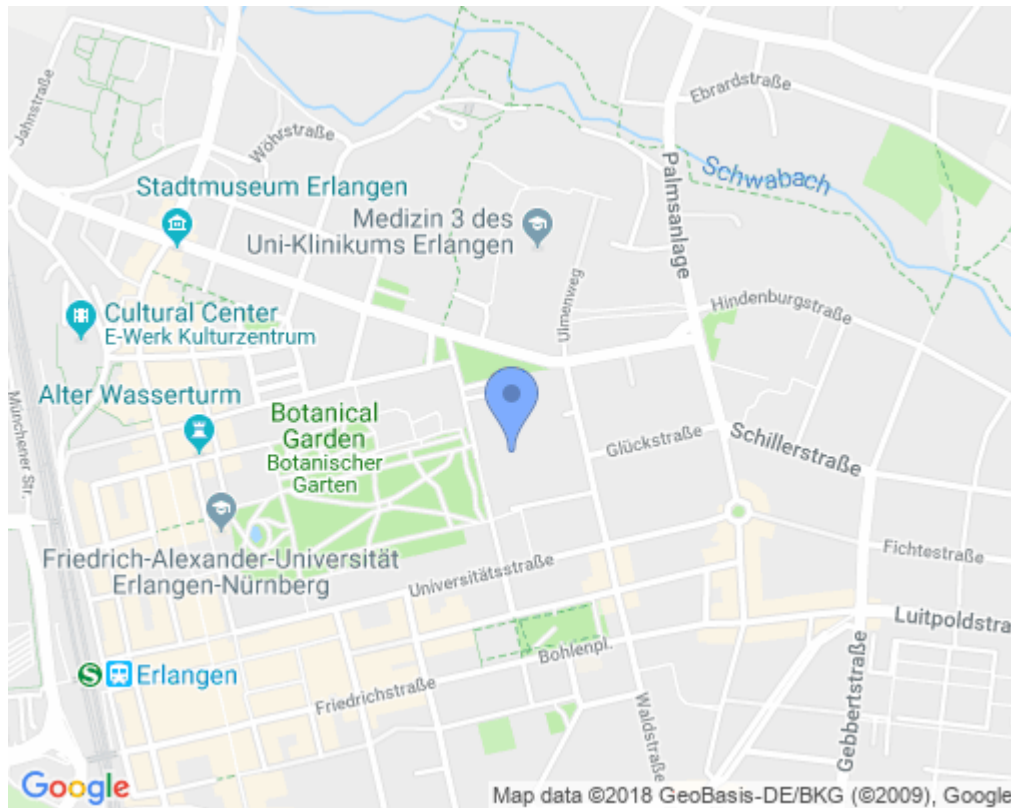 Jahnstraße
Wöhrstraße
Ebrardstraße
Schwabach
Palmsanlage
Stadtmuseum Erlangen
Medizin 3 des
Uni-Klinikums Erlangen
Ulmenweg
Hindenburgstraße
Cultural Center
E-Werk Kulturzentrum
Münchener Str.
Alter Wasserturm
Botanical
Garden
Botanischer
Garten
Glückstraße
Schillerstraße
Friedrich-Alexander-Universität
Erlangen-Nürnberg
Universitätsstraße
Fichtestraße
Luitpoldstra
Bohlenpl.
S
Erlangen
Friedrichstraße
Waldstraße
Gebbertstraße
Google
Map data ©2018 GeoBasis-DE/BKG (©2009), Google